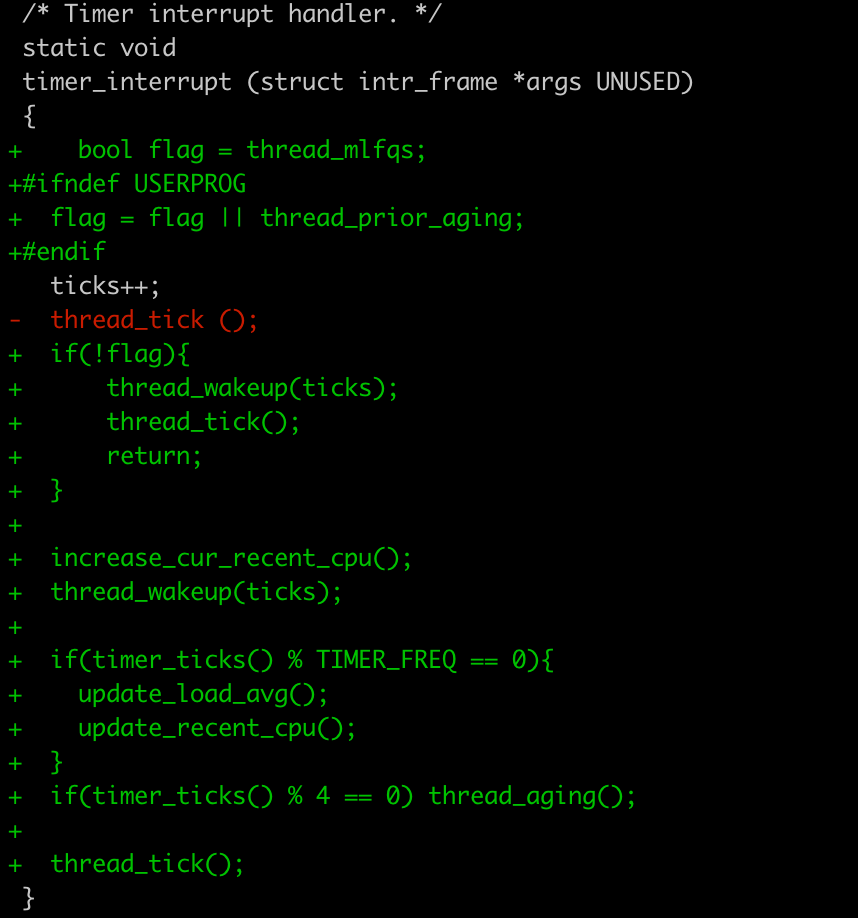 /* Timer interrupt handler. */
static void
timer_interrupt (struct intr_frame *args UNUSED)
{
+    bool flag = thread_mlfqs;
+#ifndef USERPROG
+  flag = flag || thread_prior_aging;
+#endif
   ticks++;
-  thread_tick ();
+  if(!flag){
+      thread_wakeup(ticks);
+      thread_tick();
+      return;
+  }
+
+  increase_cur_recent_cpu();
+  thread_wakeup(ticks);
+
+  if(timer_ticks() % TIMER_FREQ == 0){
+    update_load_avg();
+    update_recent_cpu();
+  }
+  if(timer_ticks() % 4 == 0) thread_aging();
+
+  thread_tick();
 }